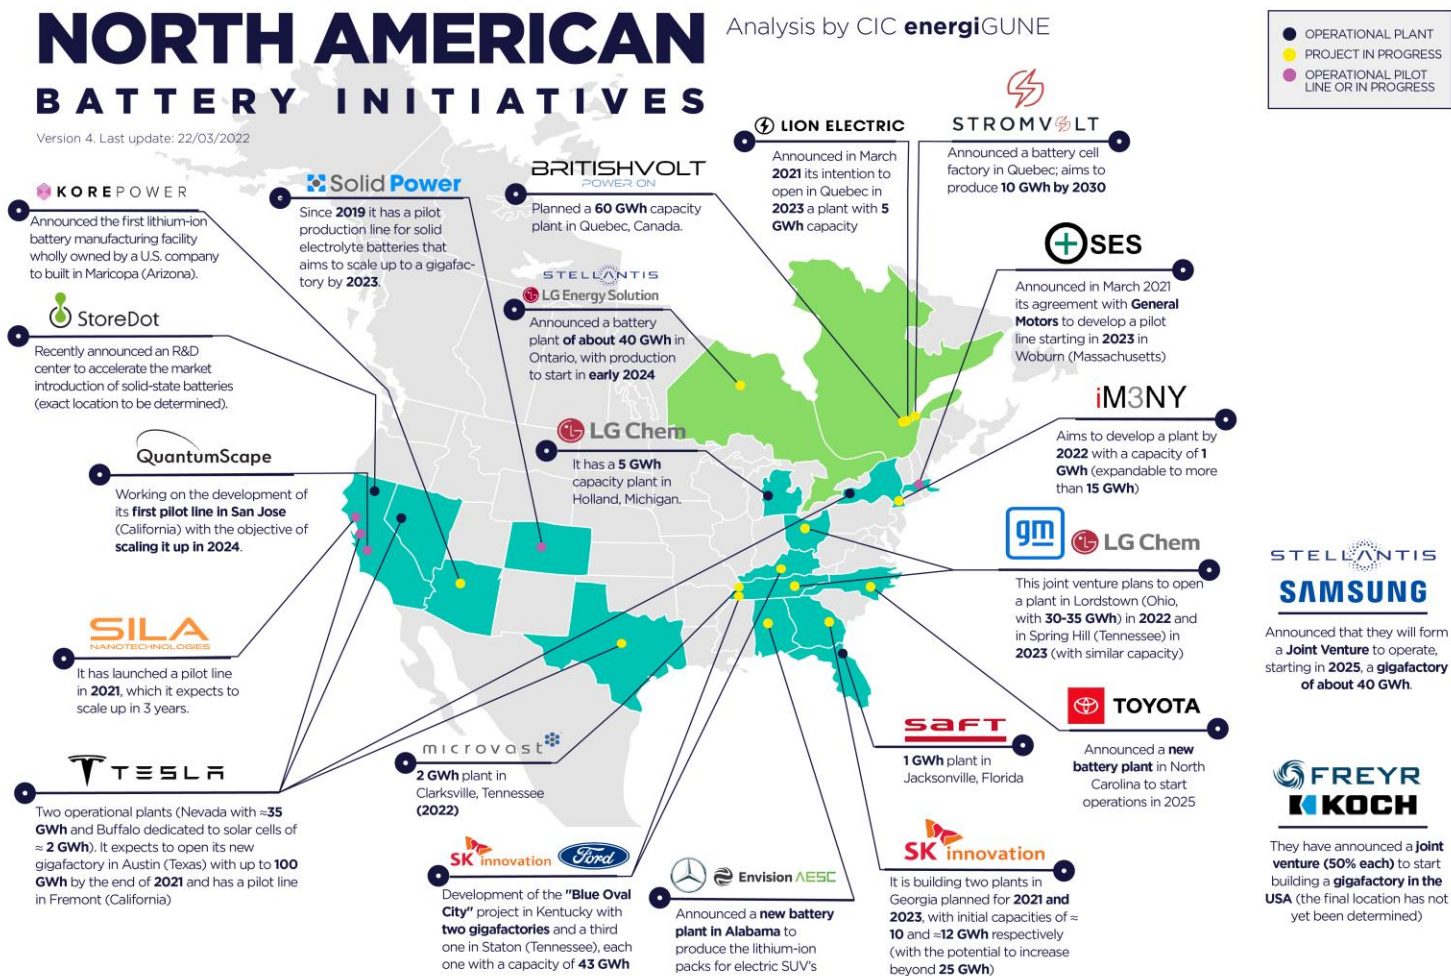 NORTH AMERICAN
BATTERY INITIATIVES
Analysis by CIC energiGUNE
Version 4. Last update: 22/03/2022
OPERATIONAL PLANT
PROJECT IN PROGRESS
OPERATIONAL PILOT
LINE OR IN PROGRESS
KOREPOWER
Announced the first lithium-ion
battery manufacturing facility
wholly owned by a U.S. company
to built in Maricopa (Arizona).
Solid Power
Since 2019 it has a pilot
production line for solid
electrolyte batteries that
aims to scale up to a gigafac-
tory by 2023.
BRITISHVOLT
POWER ON
Planned a 60 GWh capacity
plant in Quebec, Canada.
LION ELECTRIC
Announced in March
2021 its intention to
open in Quebec in
2023 a plant with 5
GWh capacity
STROMVOLT
Announced a battery cell
factory in Quebec; aims to
produce 10 GWh by 2030
StoreDot
Recently announced an R&D
center to accelerate the market
introduction of solid-state batteries
(exact location to be determined).
STELLANTIS
LG Energy Solution
Announced a battery
plant of about 40 GWh in
Ontario, with production
to start in early 2024
SES
Announced in March 2021
its agreement with General
Motors to develop a pilot
line starting in 2023 in
Woburn (Massachusetts)
QuantumScape
Working on the development of
its first pilot line in San Jose
(California) with the objective of
scaling it up in 2024.
LG Chem
It has a 5 GWh
capacity plant in
Holland, Michigan.
iM3NY
Aims to develop a plant by
2022 with a capacity of 1
GWh (expandable to more
than 15 GWh)
gm
LG Chem
This joint venture plans to open
a plant in Lordstown (Ohio,
with 30-35 GWh) in 2022 and
in Spring Hill (Tennessee) in
2023 (with similar capacity)
STELLANTIS
SAMSUNG
Announced that they will form
a Joint Venture to operate,
starting in 2025, a gigafactory
of about 40 GWh.
SILA
NANOTECHNOLOGIES
It has launched a pilot line
in 2021, which it expects to
scale up in 3 years.
TESLA
Two operational plants (Nevada with ≈35
GWh and Buffalo dedicated to solar cells of
≈ 2 GWh). It expects to open its new
gigafactory in Austin (Texas) with up to 100
GWh by the end of 2021 and has a pilot line
in Fremont (California)
microvast
2 GWh plant in
Clarksville, Tennessee
(2022)
saft
1 GWh plant in
Jacksonville, Florida
TOYOTA
Announced a new
battery plant in North
Carolina to start
operations in 2025
FREYR
KOCH
They have announced a joint
venture (50% each) to start
building a gigafactory in the
USA (the final location has not
yet been determined)
SK innovation
Ford
Development of the "Blue Oval
City" project in Kentucky with
two gigafactories and a third
one in Staton (Tennessee), each
one with a capacity of 43 GWh
Envision AESC
Announced a new battery
plant in Alabama to
produce the lithium-ion
packs for electric SUV's
SK innovation
It is building two plants in
Georgia planned for 2021 and
2023, with initial capacities of ≈
10 and ≈12 GWh respectively
(with the potential to increase
beyond 25 GWh)